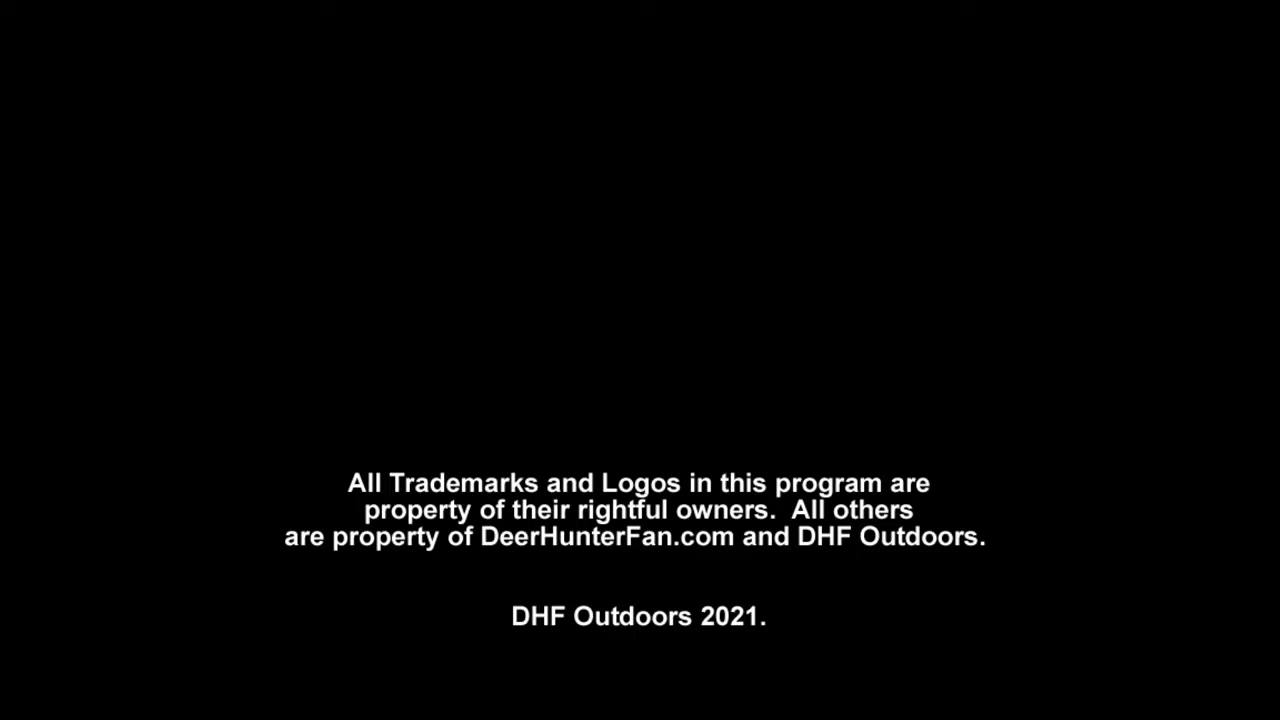 All Trademarks and Logos in this program are
property of their rightful owners.  All others
are property of DeerHunterFan.com and DHF Outdoors.
DHF Outdoors 2021.